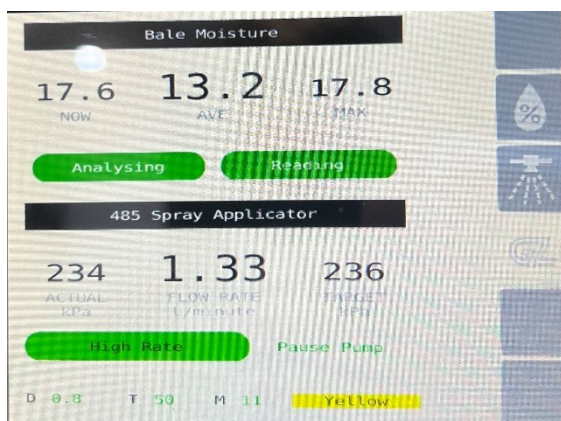 Bale Moisture
17.6 13.2 17.8
NOW AVE MAX
%
Analysing Reading
485 Spray Applicator
234 1.33 236
ACTUAL FLOW RATE TARGET
kPa L/minute kPa
High Rate Pause Pump
D 0.8 T 50 M 11 Yellow